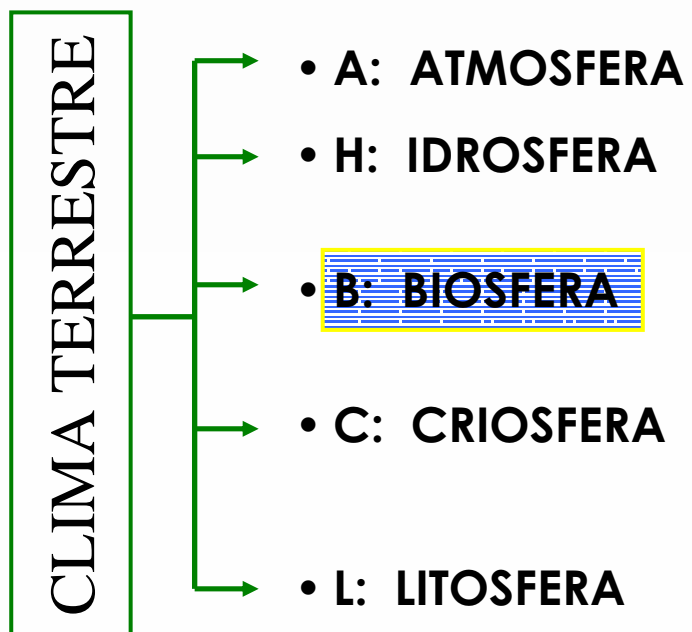 CLIMA TERRESTRE
• A: ATMOSFERA
• H: IDROSFERA
• B: BIOSFERA
• C: CRIOSFERA
• L: LITOSFERA